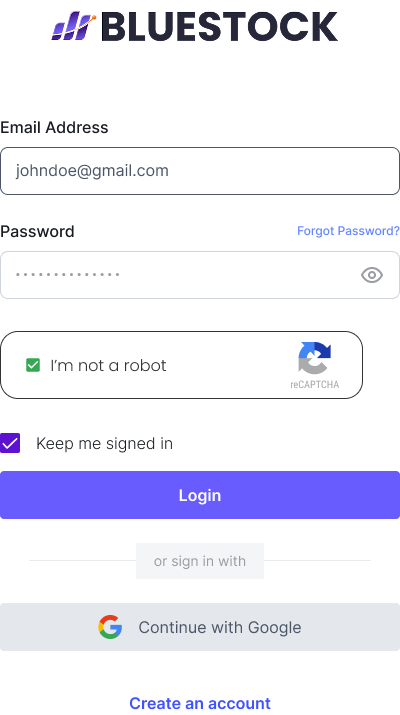 BLUESTOCK
Email Address
johndoe@gmail.com
Password Forgot Password?
I'm not a robot
reCAPTCHA
Keep me signed in
Login
or sign in with
Continue with Google
Create an account